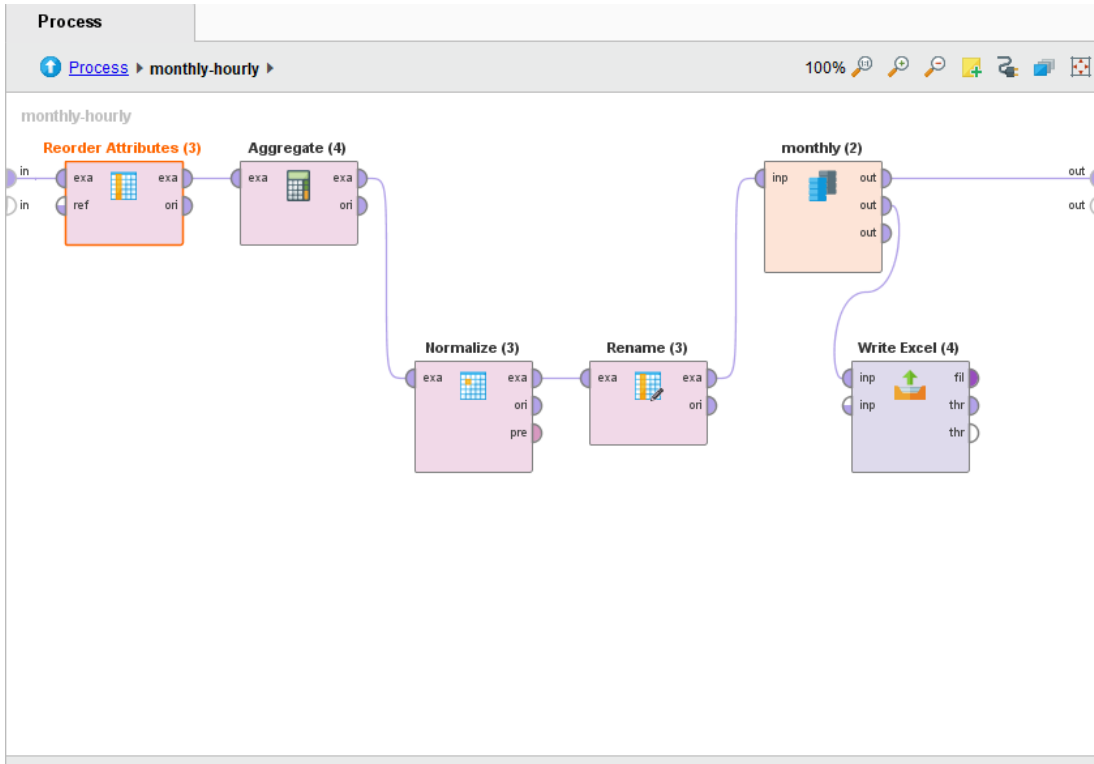 Process
Process monthly-hourly
100%
monthly-hourly
Reorder Attributes (3)
Aggregate (4)
monthly (2)
in
exa exa
exa exa
inp out
out
in
ref ori
ori
out
out
out
Normalize (3)
Rename (3)
Write Excel (4)
exa exa
exa exa
inp fil
ori
ori
inp thr
pre
thr